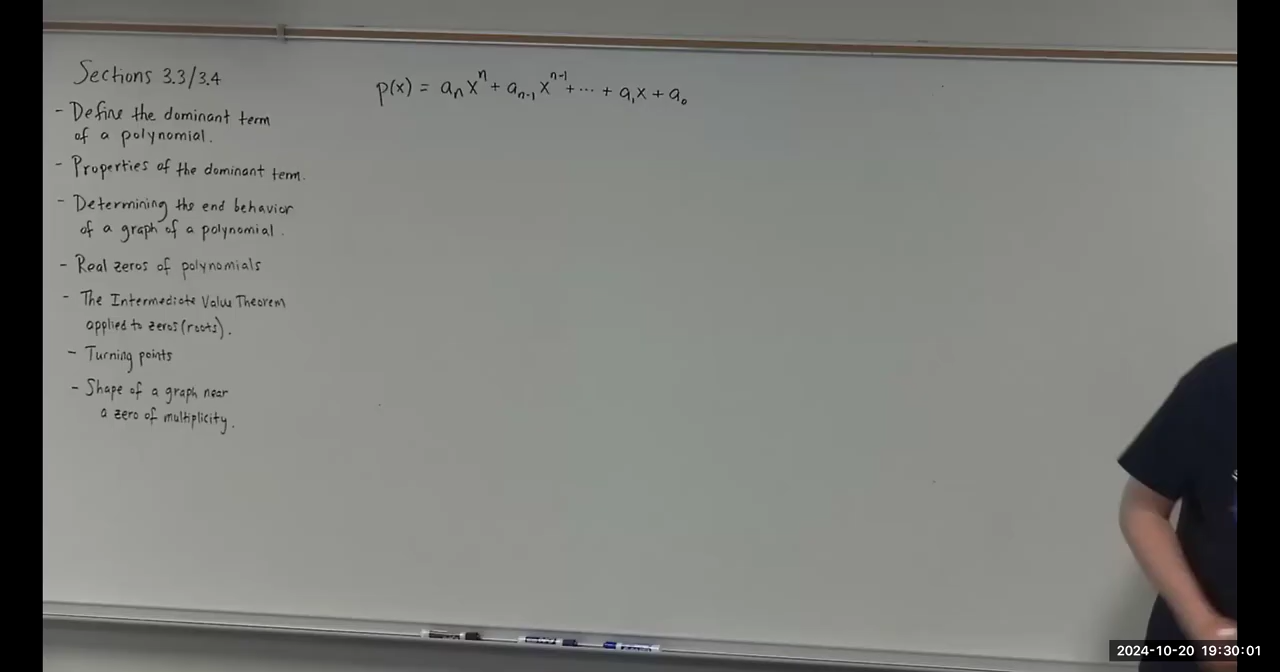 Sections 3.3/3.4
- Define the dominant term
of a polynomial.
- Properties of the dominant term.
- Determining the end behavior
of a graph of a polynomial.
- Real zeros of polynomials
- The Intermediate Value Theorem
applied to zeros (roots).
- Turning points
- Shape of a graph near
a zero of multiplicity.
p(x) = aₙxⁿ + aₙ₋₁xⁿ⁻¹ + ··· + a₁x + a₀
2024-10-20 19:30:01